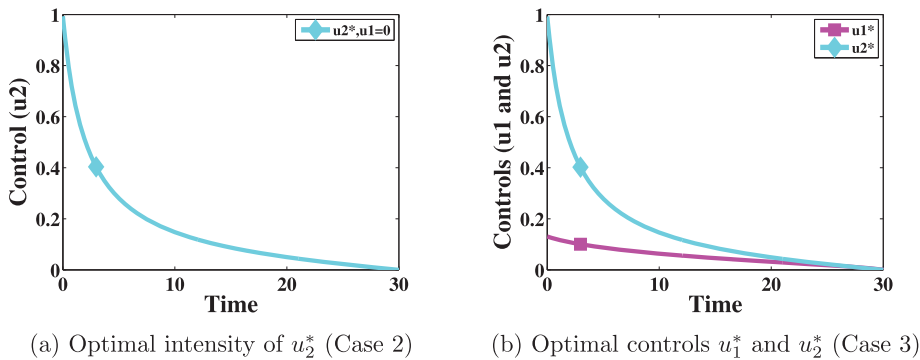 1
0.8
0.6
0.4
0.2
0
0
10
20
30
Control (u2)
Time
u2*,u1=0
(a) Optimal intensity of u₂* (Case 2)
1
0.8
0.6
0.4
0.2
0
0
10
20
30
Controls (u1 and u2)
Time
u1*
u2*
(b) Optimal controls u₁* and u₂* (Case 3)